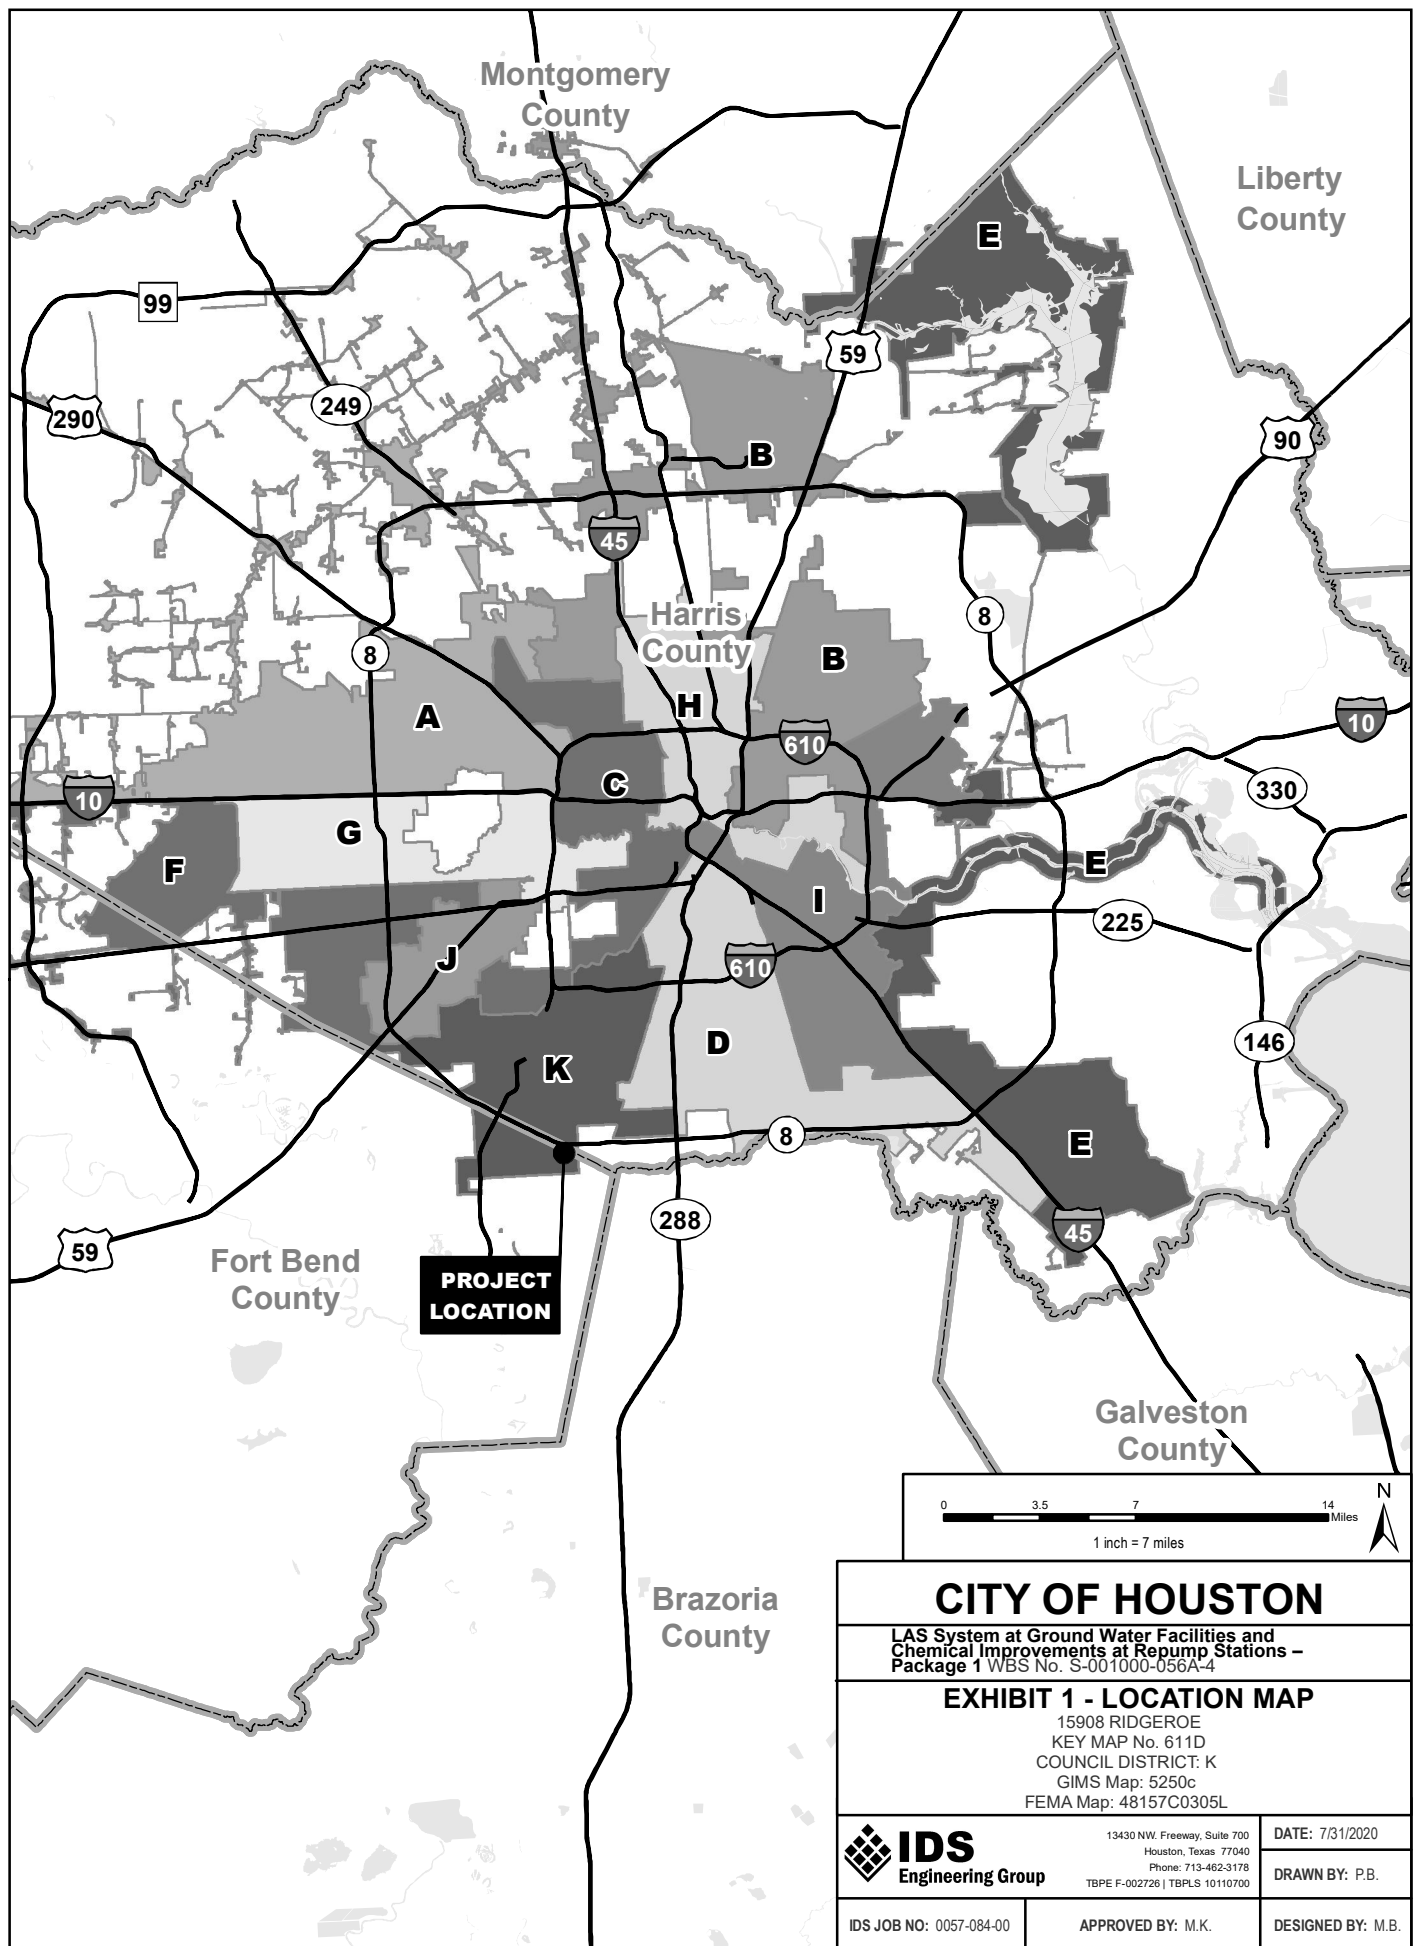 Montgomery
County
Liberty
County
E
99
59
290
249
90
B
45
Harris
County
8
8
B
A
H
10
610
C
10
330
G
F
E
I
225
J
610
D
146
K
8
E
288
45
59
Fort Bend
County
PROJECT
LOCATION
Galveston
County
Brazoria
County
N
0 3.5 7 14
Miles
1 inch = 7 miles
CITY OF HOUSTON
LAS System at Ground Water Facilities and
Chemical Improvements at Repump Stations –
Package 1 WBS No. S-001000-056A-4
EXHIBIT 1 - LOCATION MAP
15908 RIDGEROE
KEY MAP No. 611D
COUNCIL DISTRICT: K
GIMS Map: 5250c
FEMA Map: 48157C0305L
IDS
Engineering Group
13430 NW. Freeway, Suite 700
Houston, Texas 77040
Phone: 713-462-3178
TBPE F-002726 | TBPLS 10110700
DATE: 7/31/2020
DRAWN BY: P.B.
IDS JOB NO: 0057-084-00
APPROVED BY: M.K.
DESIGNED BY: M.B.